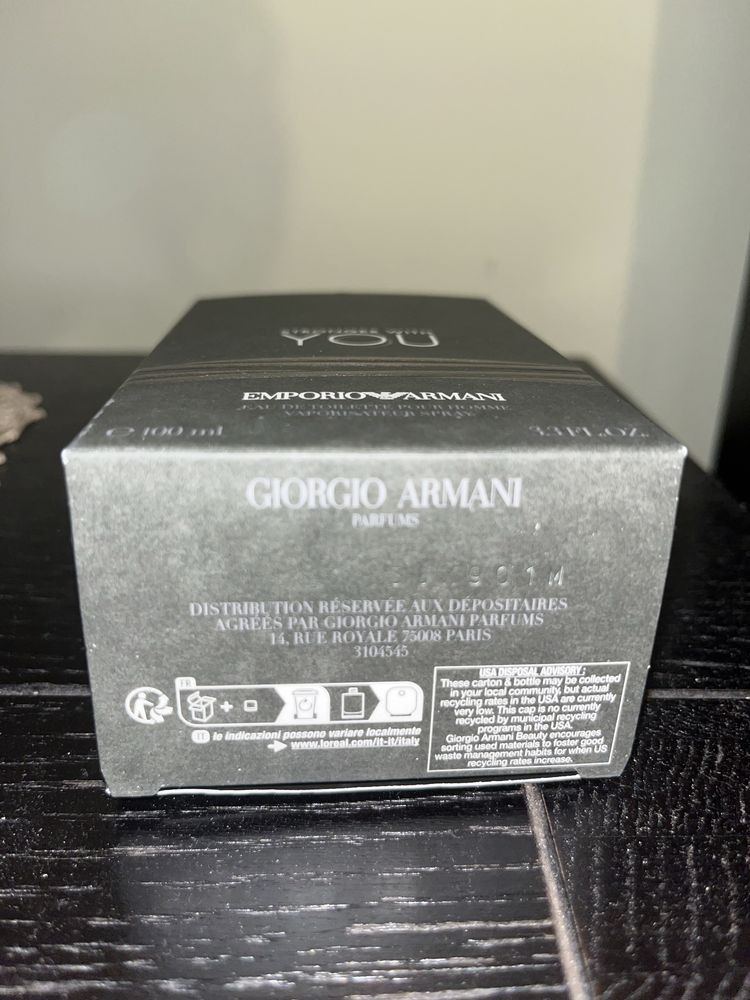 STRONGER WITH
YOU
EMPORIO ARMANI
EAU DE TOILETTE POUR HOMME
VAPORISATEUR SPRAY
e 100 ml 3.3 FL.OZ.
GIORGIO ARMANI
PARFUMS
901M
DISTRIBUTION RÉSERVÉE AUX DÉPOSITAIRES
AGRÉÉS PAR GIORGIO ARMANI PARFUMS
14, RUE ROYALE 75008 PARIS
3104545
FR
IT le indicazioni possono variare localmente
www.loreal.com/it-it/italy
USA DISPOSAL ADVISORY :
These carton & bottle may be collected
in your local community, but actual
recycling rates in the USA are currently
very low. This cap is no currently
recycled by municipal recycling
programs in the USA.
Giorgio Armani Beauty encourages
sorting used materials to foster good
waste management habits for when US
recycling rates increase.